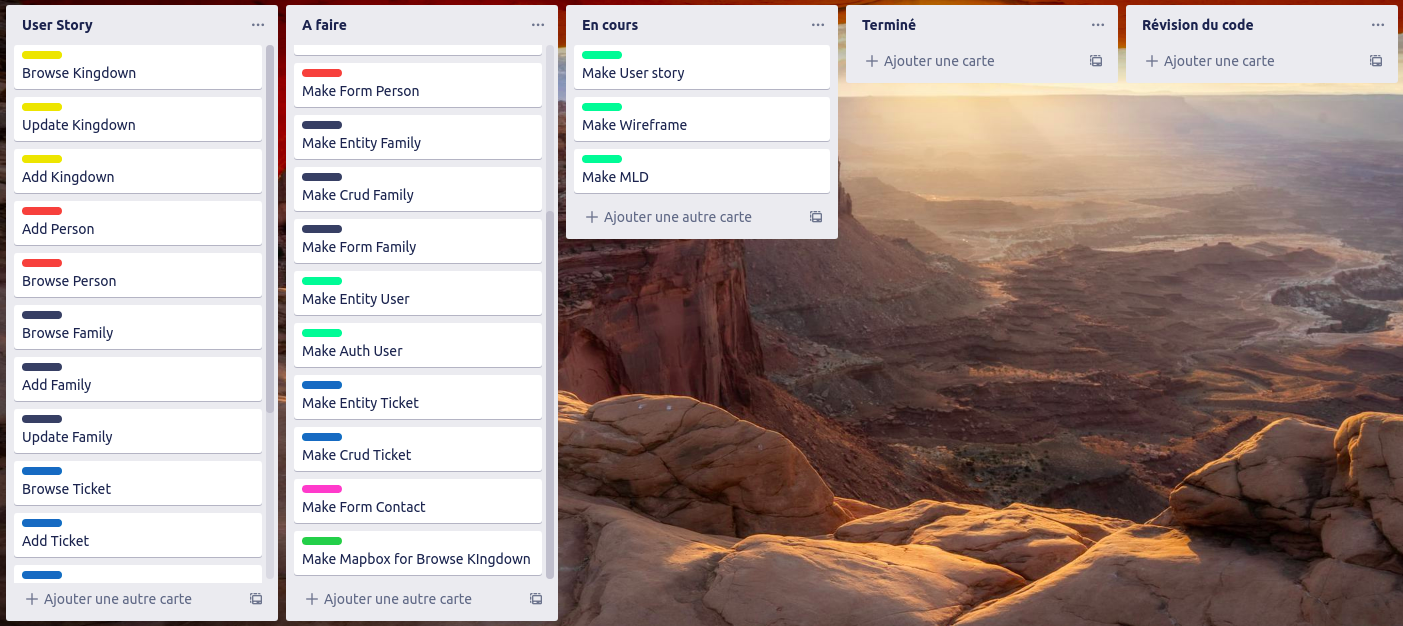 User Story
Browse Kingdown
Update Kingdown
Add Kingdown
Add Person
Browse Person
Browse Family
Add Family
Update Family
Browse Ticket
Add Ticket
Ajouter une autre carte
A faire
Make Form Person
Make Entity Family
Make Crud Family
Make Form Family
Make Entity User
Make Auth User
Make Entity Ticket
Make Crud Ticket
Make Form Contact
Make Mapbox for Browse KIngdown
Ajouter une autre carte
En cours
Make User story
Make Wireframe
Make MLD
Ajouter une autre carte
Terminé
Ajouter une carte
Révision du code
Ajouter une carte